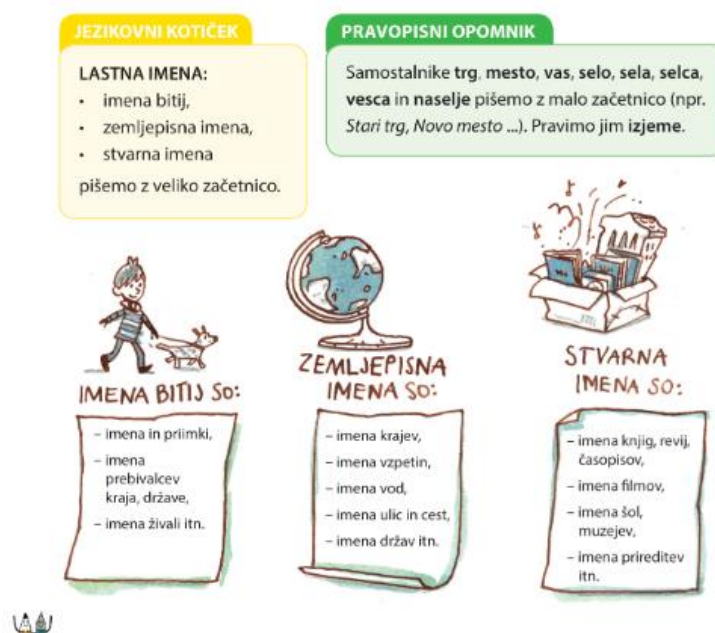 JEZIKOVNI KOTIČEK
LASTNA IMENA:
• imena bitij,
• zemljepisna imena,
• stvarna imena
pišemo z veliko začetnico.
PRAVOPISNI OPOMNIK
Samostalnike trg, mesto, vas, selo, sela, selca,
vesca in naselje pišemo z malo začetnico (npr.
Stari trg, Novo mesto ...). Pravimo jim izjeme.
IMENA BITIJ SO:
– imena in priimki,
– imena
prebivalcev
kraja, države,
– imena živali itn.
ZEMLJEPISNA
IMENA SO:
– imena krajev,
– imena vzpetin,
– imena vod,
– imena ulic in cest,
– imena držav itn.
STVARNA
IMENA SO:
– imena knjig, revij,
časopisov,
– imena filmov,
– imena šol,
muzejev,
– imena prireditev
itn.